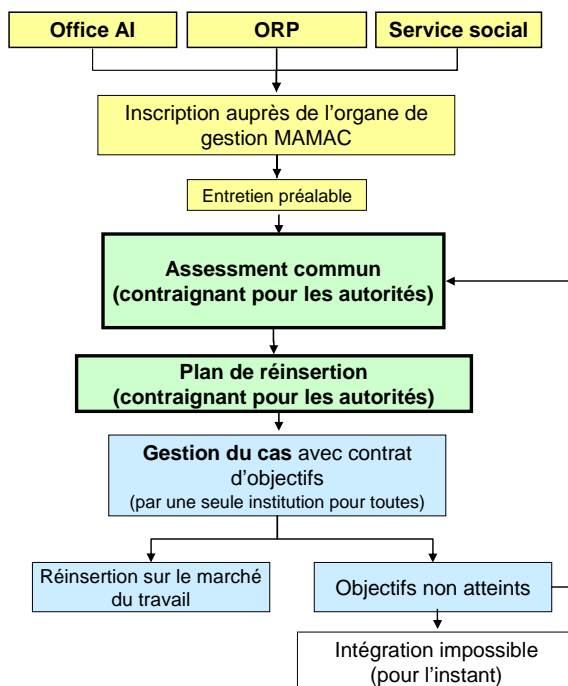 Office AI
ORP
Service social
Inscription auprès de l'organe de
gestion MAMAC
Entretien préalable
Assessment commun
(contraignant pour les autorités)
Plan de réinsertion
(contraignant pour les autorités)
Gestion du cas avec contrat
d'objectifs
(par une seule institution pour toutes)
Réinsertion sur le marché
du travail
Objectifs non atteints
Intégration impossible
(pour l'instant)